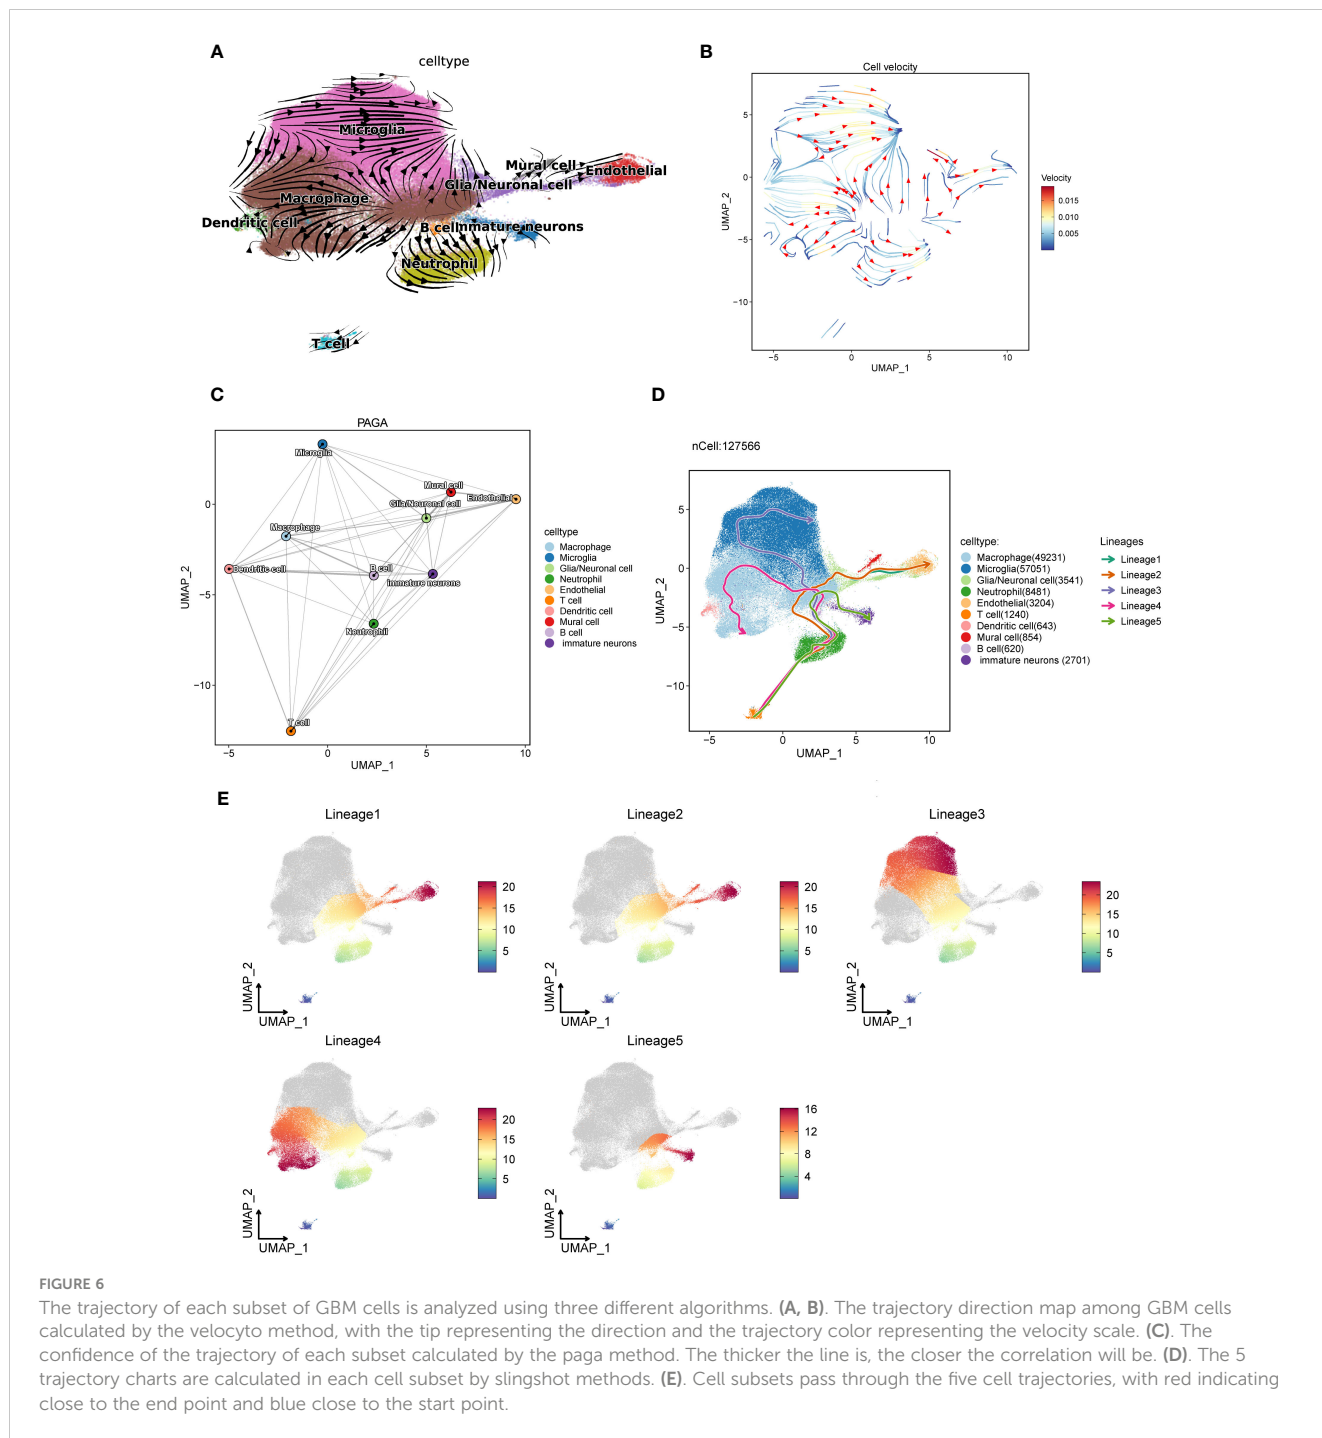 A
celltype
Microglia
Mural cell
Endothelial
Glia/Neuronal cell
Macrophage
Dendritic cell
B cell
immature neurons
Neutrophil
T cell
B
Cell velocity
5
0
−5
−10
UMAP_2
−5
0
5
10
UMAP_1
Velocity
0.015
0.010
0.005
C
PAGA
Microglia
Mural cell
Endothelial
Glia/Neuronal cell
Macrophage
Dendritic cell
B cell
immature neurons
Neutrophil
T cell
0
−5
−10
UMAP_2
−5
0
5
10
UMAP_1
celltype
Macrophage
Microglia
Glia/Neuronal cell
Neutrophil
Endothelial
T cell
Dendritic cell
Mural cell
B cell
immature neurons
D
nCell:127566
5
0
−5
−10
UMAP_2
−5
0
5
10
UMAP_1
celltype:
Macrophage(49231)
Microglia(57051)
Glia/Neuronal cell(3541)
Neutrophil(8481)
Endothelial(3204)
T cell(1240)
Dendritic cell(643)
Mural cell(854)
B cell(620)
immature neurons (2701)
Lineages
Lineage1
Lineage2
Lineage3
Lineage4
Lineage5
E
Lineage1
20
15
10
5
UMAP_2
UMAP_1
Lineage2
20
15
10
5
UMAP_2
UMAP_1
Lineage3
20
15
10
5
UMAP_2
UMAP_1
Lineage4
20
15
10
5
UMAP_2
UMAP_1
Lineage5
16
12
8
4
UMAP_2
UMAP_1
FIGURE 6
The trajectory of each subset of GBM cells is analyzed using three different algorithms. (A, B). The trajectory direction map among GBM cells
calculated by the velocyto method, with the tip representing the direction and the trajectory color representing the velocity scale. (C). The
confidence of the trajectory of each subset calculated by the paga method. The thicker the line is, the closer the correlation will be. (D). The 5
trajectory charts are calculated in each cell subset by slingshot methods. (E). Cell subsets pass through the five cell trajectories, with red indicating
close to the end point and blue close to the start point.